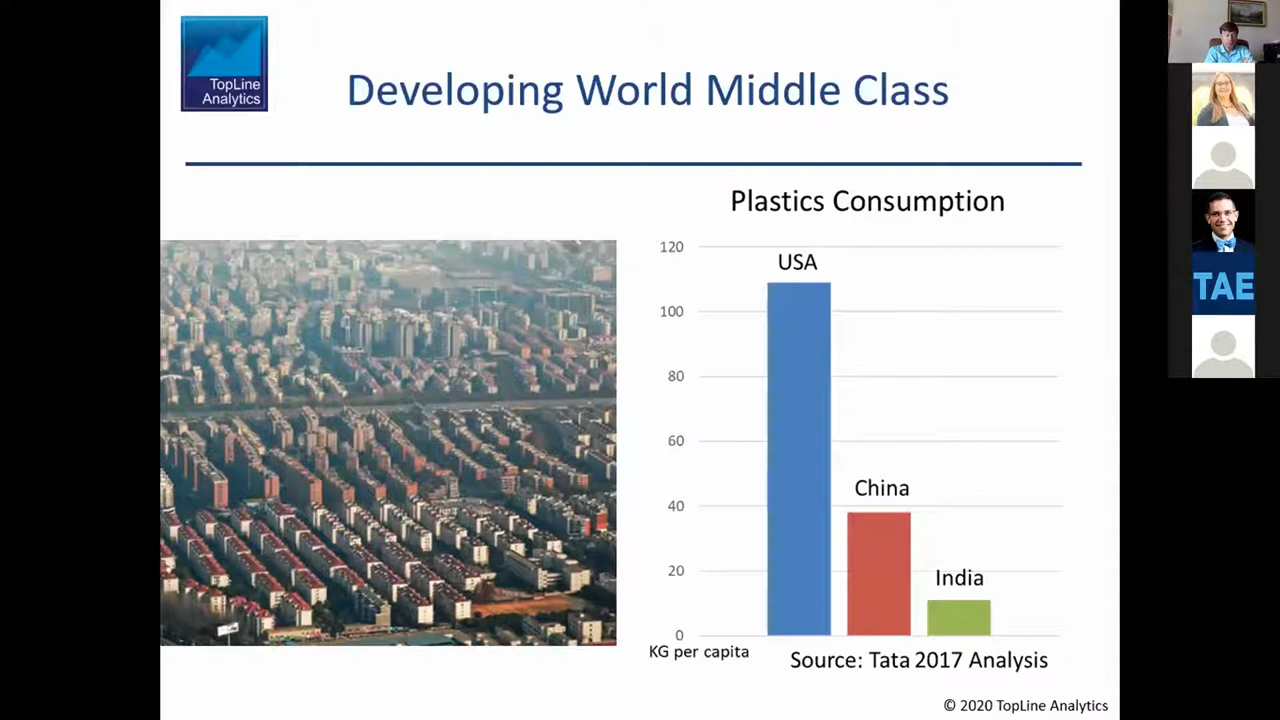 TopLine
Analytics
Developing World Middle Class
Plastics Consumption
120
100
80
60
40
20
0
USA
China
India
KG per capita
Source: Tata 2017 Analysis
© 2020 TopLine Analytics
TAE